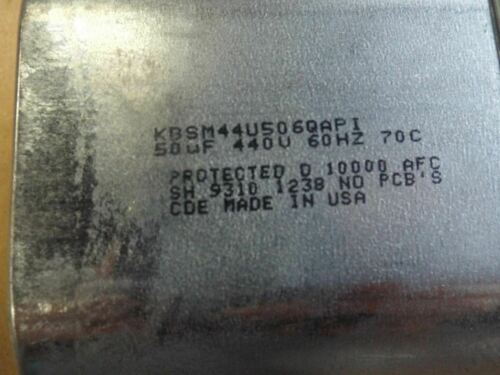 KBSM44U506QAPI
50uF 440V 60HZ 70C
PROTECTED D 10000 AFC
SH 9310 1238 NO PCB'S
CDE MADE IN USA